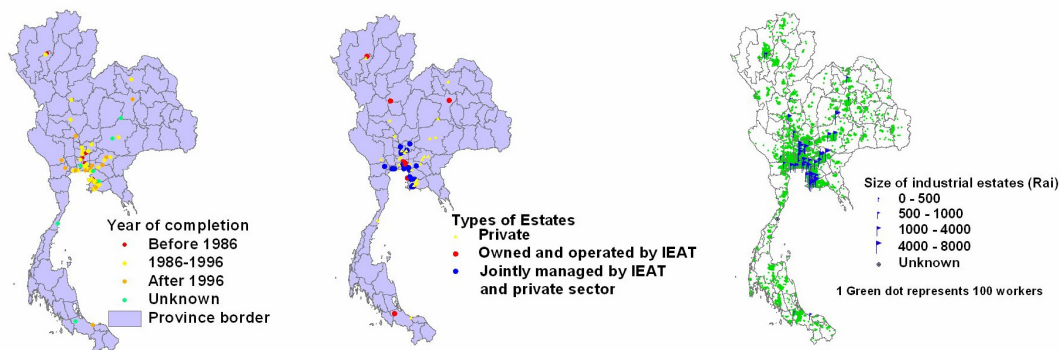 Year of completion
Before 1986
1986-1996
After 1996
Unknown
Province border
Types of Estates
Private
Owned and operated by IEAT
Jointly managed by IEAT
and private sector
Size of industrial estates (Rai)
0 - 500
500 - 1000
1000 - 4000
4000 - 8000
Unknown
1 Green dot represents 100 workers